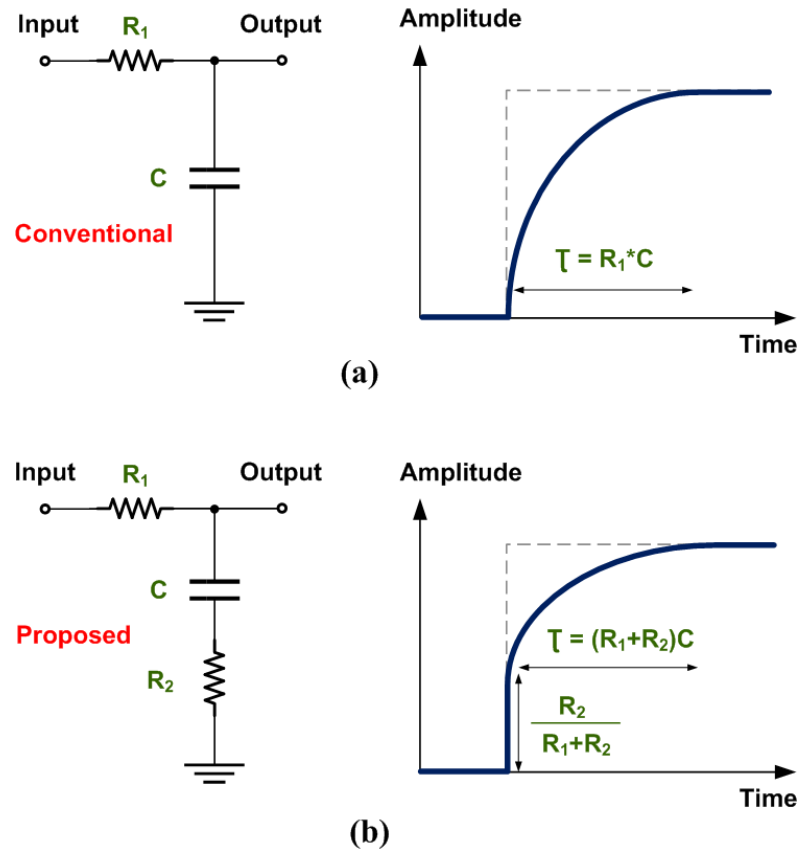 Input R₁ Output
Amplitude
C
Conventional
Ʈ = R₁*C
Time
(a)
Input R₁ Output
Amplitude
C
Proposed
R₂
Ʈ = (R₁+R₂)C
R₂
R₁+R₂
Time
(b)